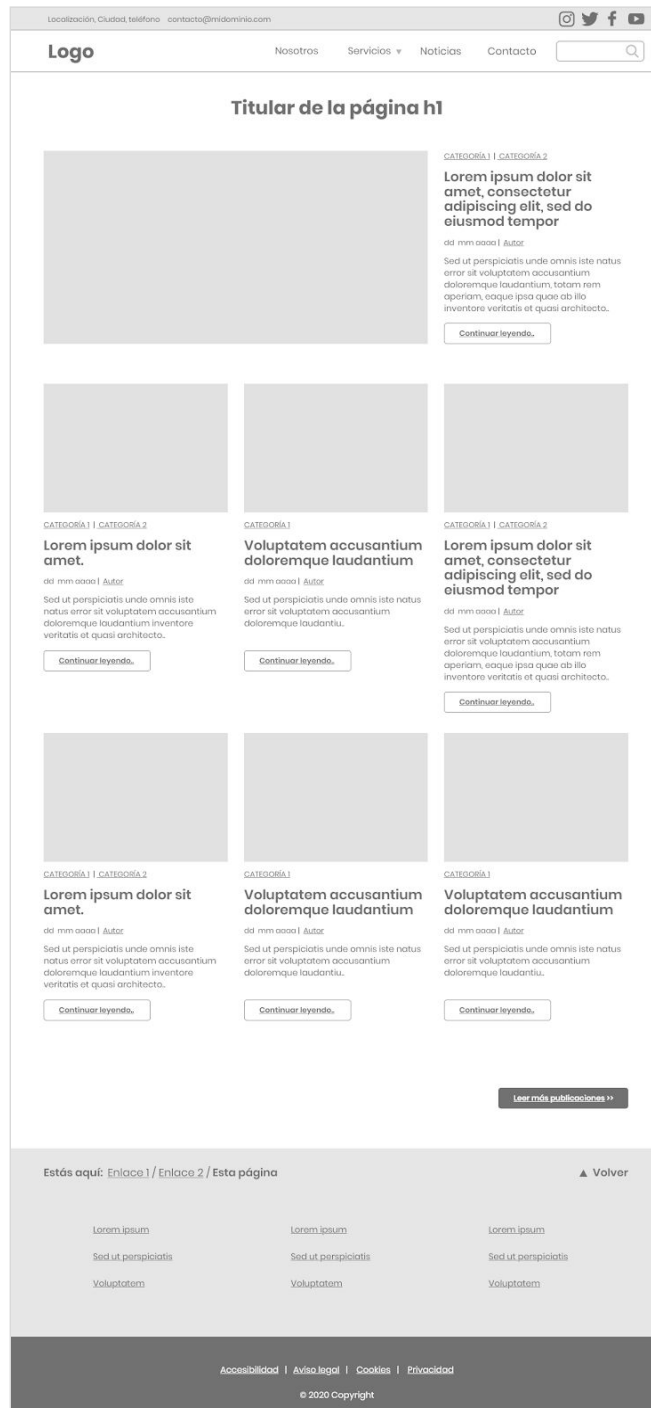 Localización, Ciudad, teléfono contacto@midominio.com
Logo
Nosotros Servicios ▾ Noticias Contacto
Titular de la página h1
CATEGORÍA 1 | CATEGORÍA 2
Lorem ipsum dolor sit
amet, consectetur
adipiscing elit, sed do
eiusmod tempor
dd mm aaaa | Autor
Sed ut perspiciatis unde omnis iste natus
error sit voluptatem accusantium
doloremque laudantium, totam rem
aperiam, eaque ipsa quae ab illo
inventore veritatis et quasi architecto..
Continuar leyendo..
CATEGORÍA 1 | CATEGORÍA 2
Lorem ipsum dolor sit
amet.
dd mm aaaa | Autor
Sed ut perspiciatis unde omnis iste
natus error sit voluptatem accusantium
doloremque laudantium inventore
veritatis et quasi architecto..
Continuar leyendo..
CATEGORÍA 1
Voluptatem accusantium
doloremque laudantium
dd mm aaaa | Autor
Sed ut perspiciatis unde omnis iste natus
error sit voluptatem accusantium
doloremque laudantiu..
Continuar leyendo..
CATEGORÍA 1 | CATEGORÍA 2
Lorem ipsum dolor sit
amet, consectetur
adipiscing elit, sed do
eiusmod tempor
dd mm aaaa | Autor
Sed ut perspiciatis unde omnis iste natus
error sit voluptatem accusantium
doloremque laudantium, totam rem
aperiam, eaque ipsa quae ab illo
inventore veritatis et quasi architecto..
Continuar leyendo..
CATEGORÍA 1 | CATEGORÍA 2
Lorem ipsum dolor sit
amet.
dd mm aaaa | Autor
Sed ut perspiciatis unde omnis iste
natus error sit voluptatem accusantium
doloremque laudantium inventore
veritatis et quasi architecto..
Continuar leyendo..
CATEGORÍA 1
Voluptatem accusantium
doloremque laudantium
dd mm aaaa | Autor
Sed ut perspiciatis unde omnis iste natus
error sit voluptatem accusantium
doloremque laudantiu..
Continuar leyendo..
CATEGORÍA 1
Voluptatem accusantium
doloremque laudantium
dd mm aaaa | Autor
Sed ut perspiciatis unde omnis iste natus
error sit voluptatem accusantium
doloremque laudantiu..
Continuar leyendo..
Leer más publicaciones >>
Estás aquí: Enlace 1 / Enlace 2 / Esta página
▲ Volver
Lorem ipsum
Sed ut perspiciatis
Voluptatem
Lorem ipsum
Sed ut perspiciatis
Voluptatem
Lorem ipsum
Sed ut perspiciatis
Voluptatem
Accesibilidad | Aviso legal | Cookies | Privacidad
© 2020 Copyright